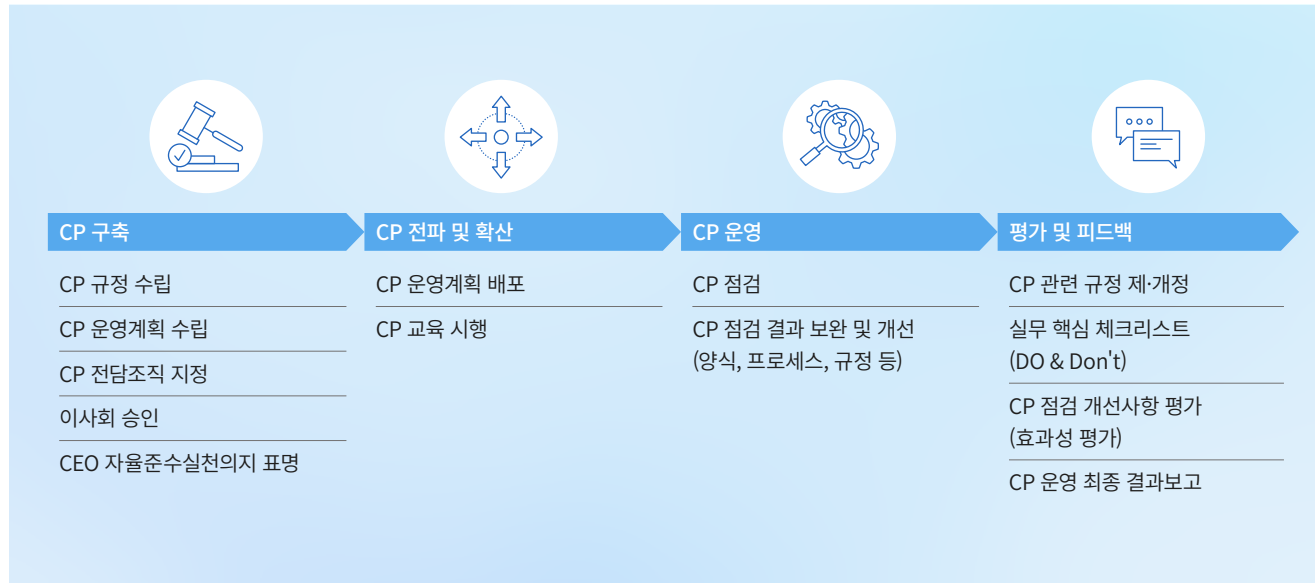 CP 구축
CP 규정 수립
CP 운영계획 수립
CP 전담조직 지정
이사회 승인
CEO 자율준수실천의지 표명
CP 전파 및 확산
CP 운영계획 배포
CP 교육 시행
CP 운영
CP 점검
CP 점검 결과 보완 및 개선
(양식, 프로세스, 규정 등)
평가 및 피드백
CP 관련 규정 제·개정
실무 핵심 체크리스트
(DO & Don't)
CP 점검 개선사항 평가
(효과성 평가)
CP 운영 최종 결과보고